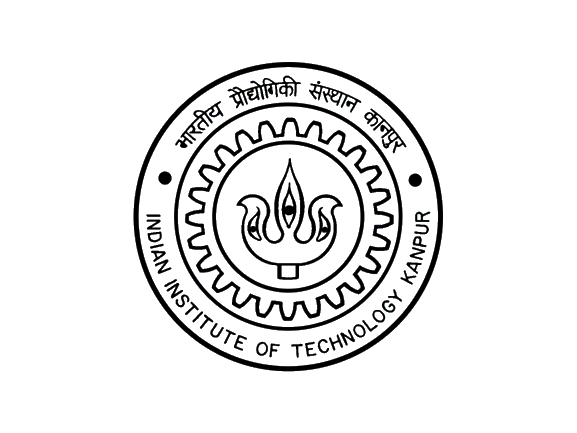 भारतीय प्रौद्योगिकी संस्थान कानपुर
INDIAN INSTITUTE OF TECHNOLOGY KANPUR